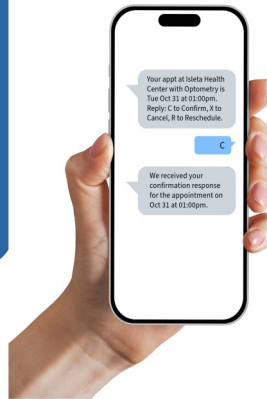 Your appt at Isleta Health
Center with Optometry is
Tue Oct 31 at 01:00pm.
Reply: C to Confirm, X to
Cancel, R to Reschedule.
C
We received your
confirmation response
for the appointment on
Oct 31 at 01:00pm.